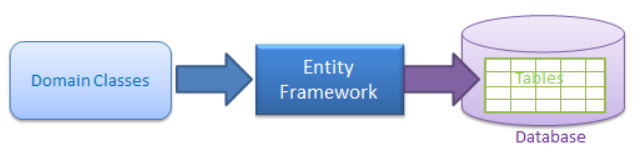 Domain Classes
Entity
Framework
Tables
Database